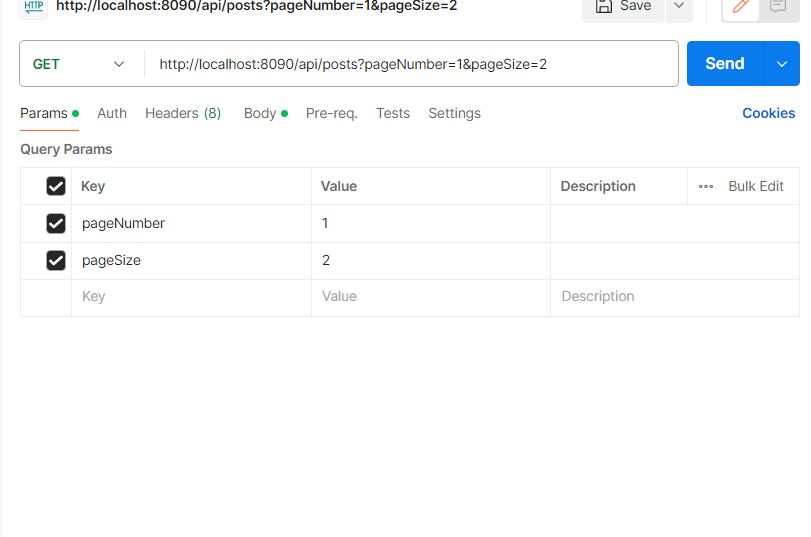 HTTP http://localhost:8090/api/posts?pageNumber=1&pageSize=2 Save
GET http://localhost:8090/api/posts?pageNumber=1&pageSize=2 Send
Params Auth Headers (8) Body Pre-req. Tests Settings Cookies
Query Params
Key Value Description Bulk Edit
pageNumber 1
pageSize 2
Key Value Description